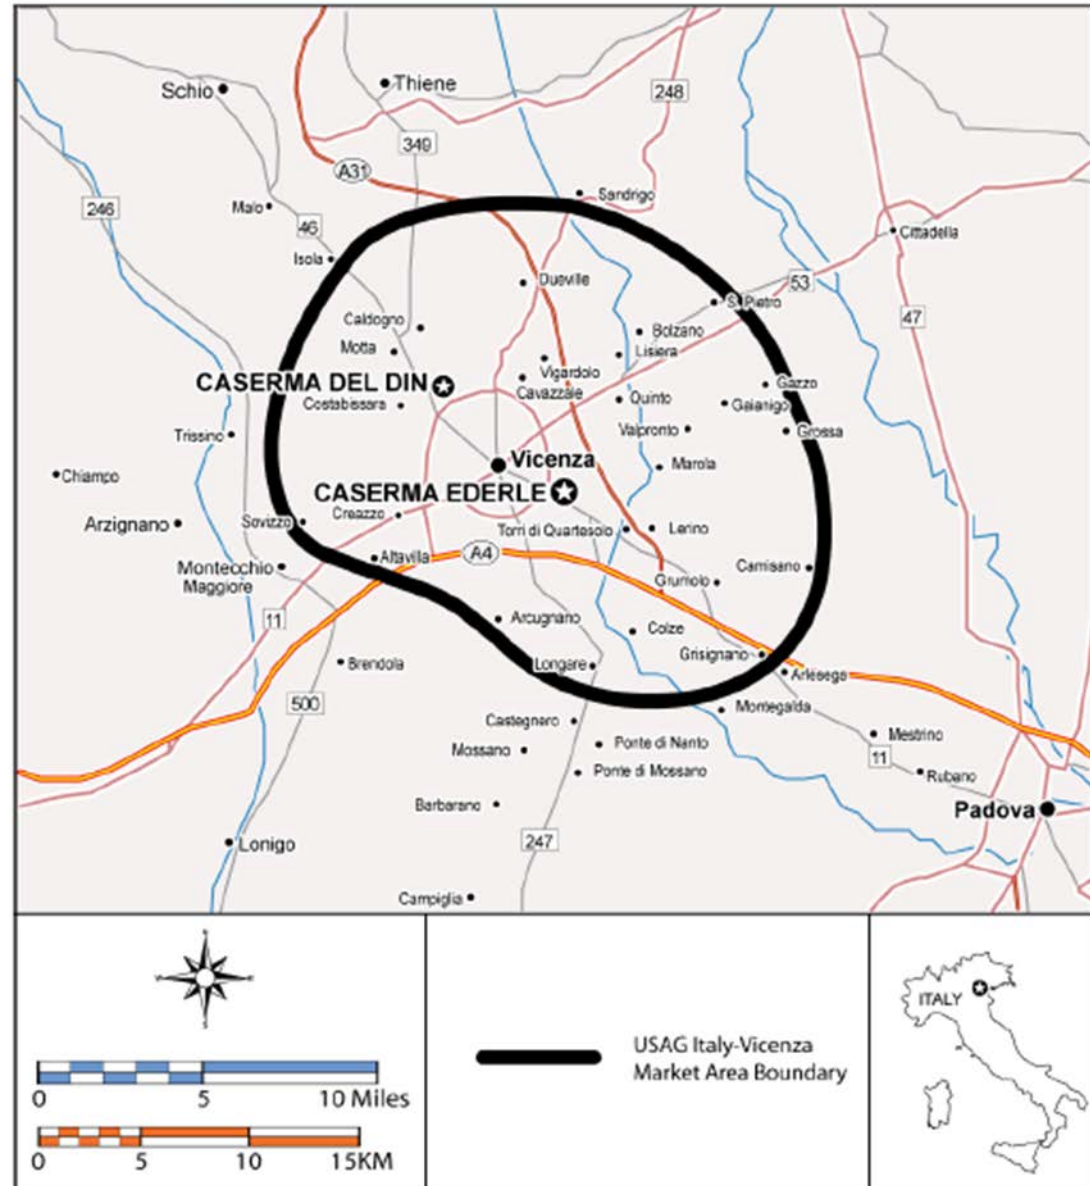 Schio
Thiene
248
349
A31
246
Malo
Sandrigo
46
Cittadella
Isola
Dueville
53
S. Pietro
47
Caldogno
Bolzano
Motta
Lisiera
Vigardolo
CASERMA DEL DIN
Cavazzale
Gazzo
Costabissara
Quinto
Gaianigo
Trissino
Valpronto
Grossa
Chiampo
Vicenza
Marola
CASERMA EDERLE
Arzignano
Sovizzo
Creazzo
Torri di Quartesolo
Lerino
Montecchio
Maggiore
Altavilla
A4
Camisano
Grumolo
11
Arcugnano
Colze
Brendola
Longare
Grisignano
Arlesega
500
Castegnero
Montegalda
Mossano
Ponte di Nanto
Mestrino
11
Ponte di Mossano
Rubano
Barbarano
Padova
Lonigo
247
Campiglia
0 5 10 Miles
0 5 10 15KM
USAG Italy-Vicenza
Market Area Boundary
ITALY